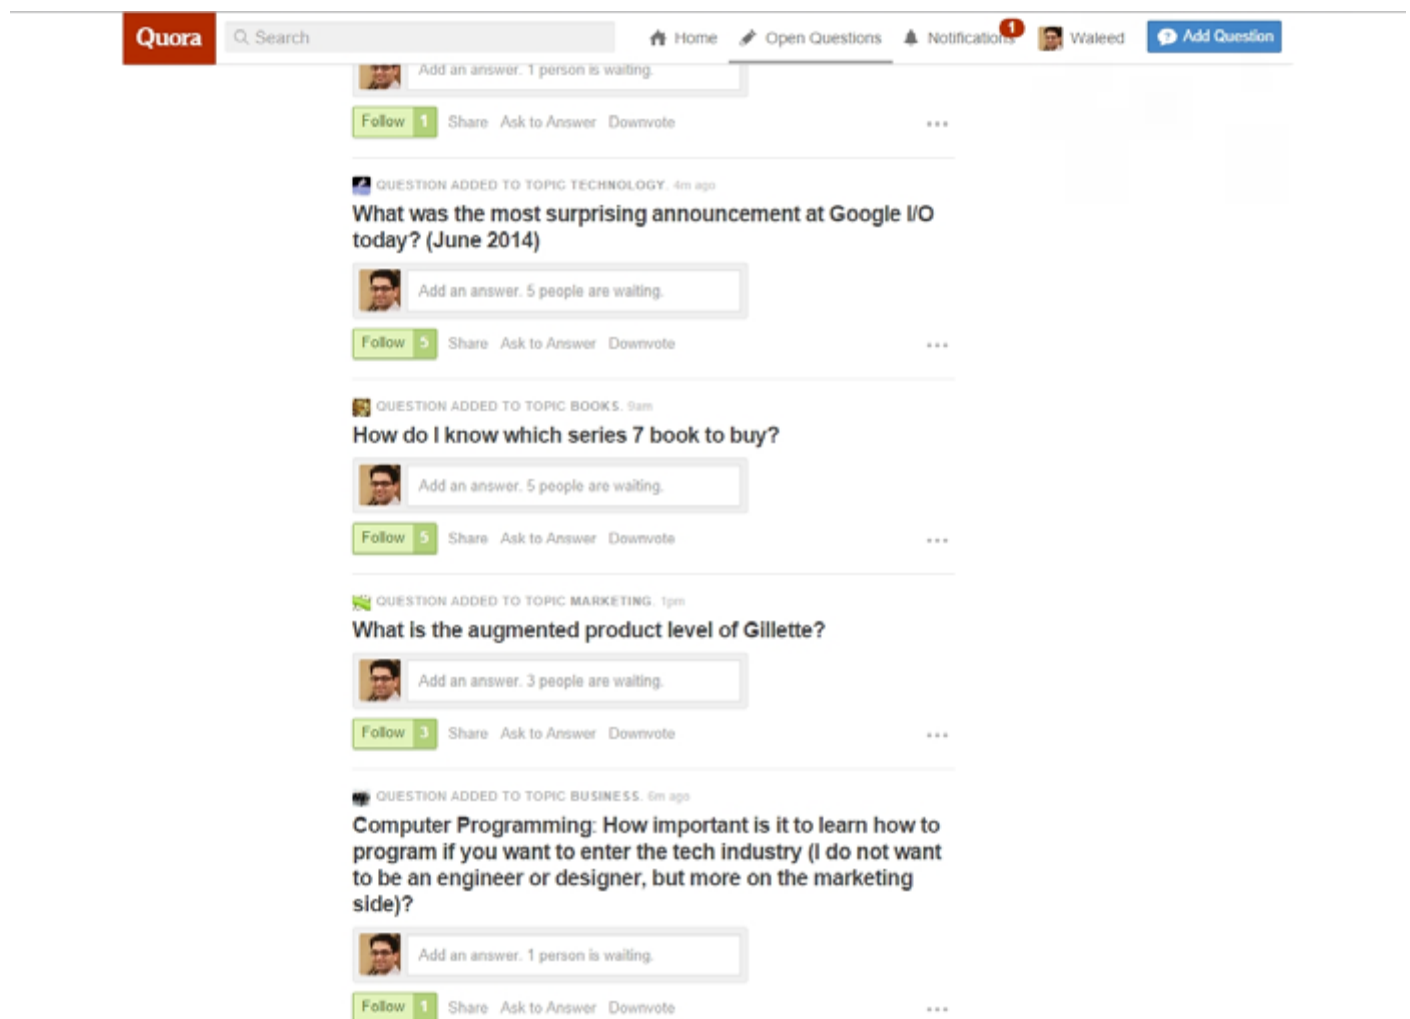 Quora Search Home Open Questions Notifications 1 Waleed Add Question
Add an answer. 1 person is waiting.
Follow 1 Share Ask to Answer Downvote
QUESTION ADDED TO TOPIC TECHNOLOGY. 4m ago
What was the most surprising announcement at Google I/O
today? (June 2014)
Add an answer. 5 people are waiting.
Follow 5 Share Ask to Answer Downvote
QUESTION ADDED TO TOPIC BOOKS. 9am
How do I know which series 7 book to buy?
Add an answer. 5 people are waiting.
Follow 5 Share Ask to Answer Downvote
QUESTION ADDED TO TOPIC MARKETING. 1pm
What is the augmented product level of Gillette?
Add an answer. 3 people are waiting.
Follow 3 Share Ask to Answer Downvote
QUESTION ADDED TO TOPIC BUSINESS. 6m ago
Computer Programming: How important is it to learn how to
program if you want to enter the tech industry (I do not want
to be an engineer or designer, but more on the marketing
side)?
Add an answer. 1 person is waiting.
Follow 1 Share Ask to Answer Downvote